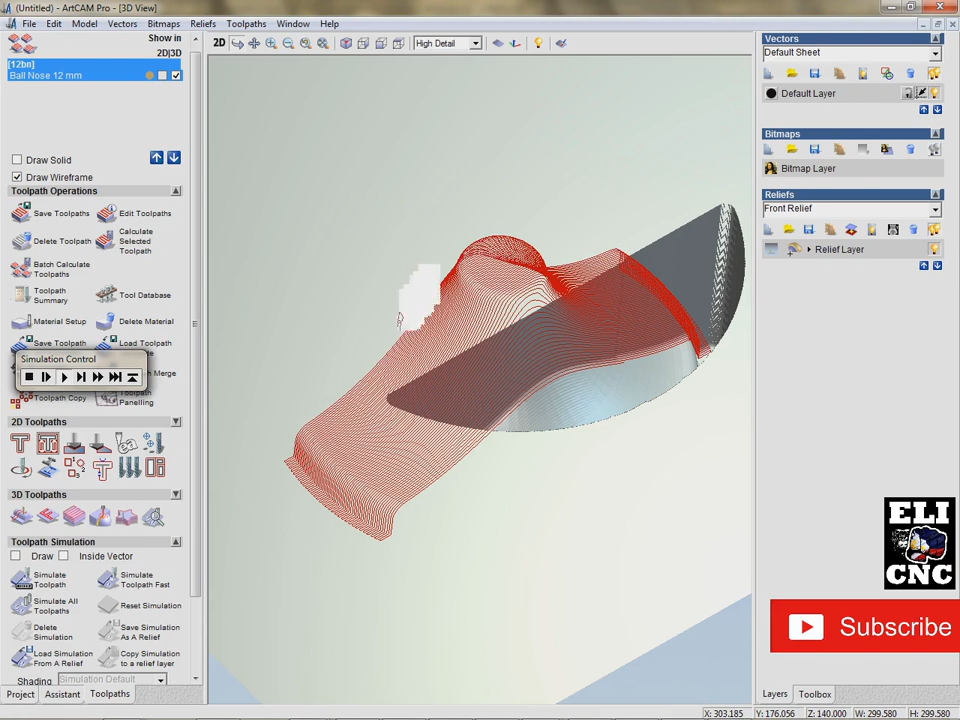 (Untitled) - ArtCAM Pro - [3D View]
File Edit Model Vectors Bitmaps Reliefs Toolpaths Window Help
Show in
2D|3D
[12bn]
Ball Nose 12 mm
Draw Solid
Draw Wireframe
Toolpath Operations
Save Toolpaths
Edit Toolpaths
Delete Toolpath
Calculate
Selected
Toolpath
Batch Calculate
Toolpaths
Toolpath
Summary
Tool Database
Material Setup
Delete Material
Save Toolpath
Load Toolpath
Simulation Control
Merge
Toolpath Copy
Toolpath
Panelling
2D Toolpaths
3D Toolpaths
Toolpath Simulation
Draw
Inside Vector
Simulate
Toolpath
Simulate
Toolpath Fast
Simulate All
Toolpaths
Reset Simulation
Delete
Simulation
Save Simulation
As A Relief
Load Simulation
From A Relief
Copy Simulation
to a relief layer
Shading
Simulation Default
Project Assistant Toolpaths
2D
High Detail
Vectors
Default Sheet
Default Layer
Bitmaps
Bitmap Layer
Reliefs
Front Relief
Relief Layer
ELI
CNC
Subscribe
Layers Toolbox
X: 303.185 Y: 176.056 Z: 140.000 W: 299.580 H: 299.580